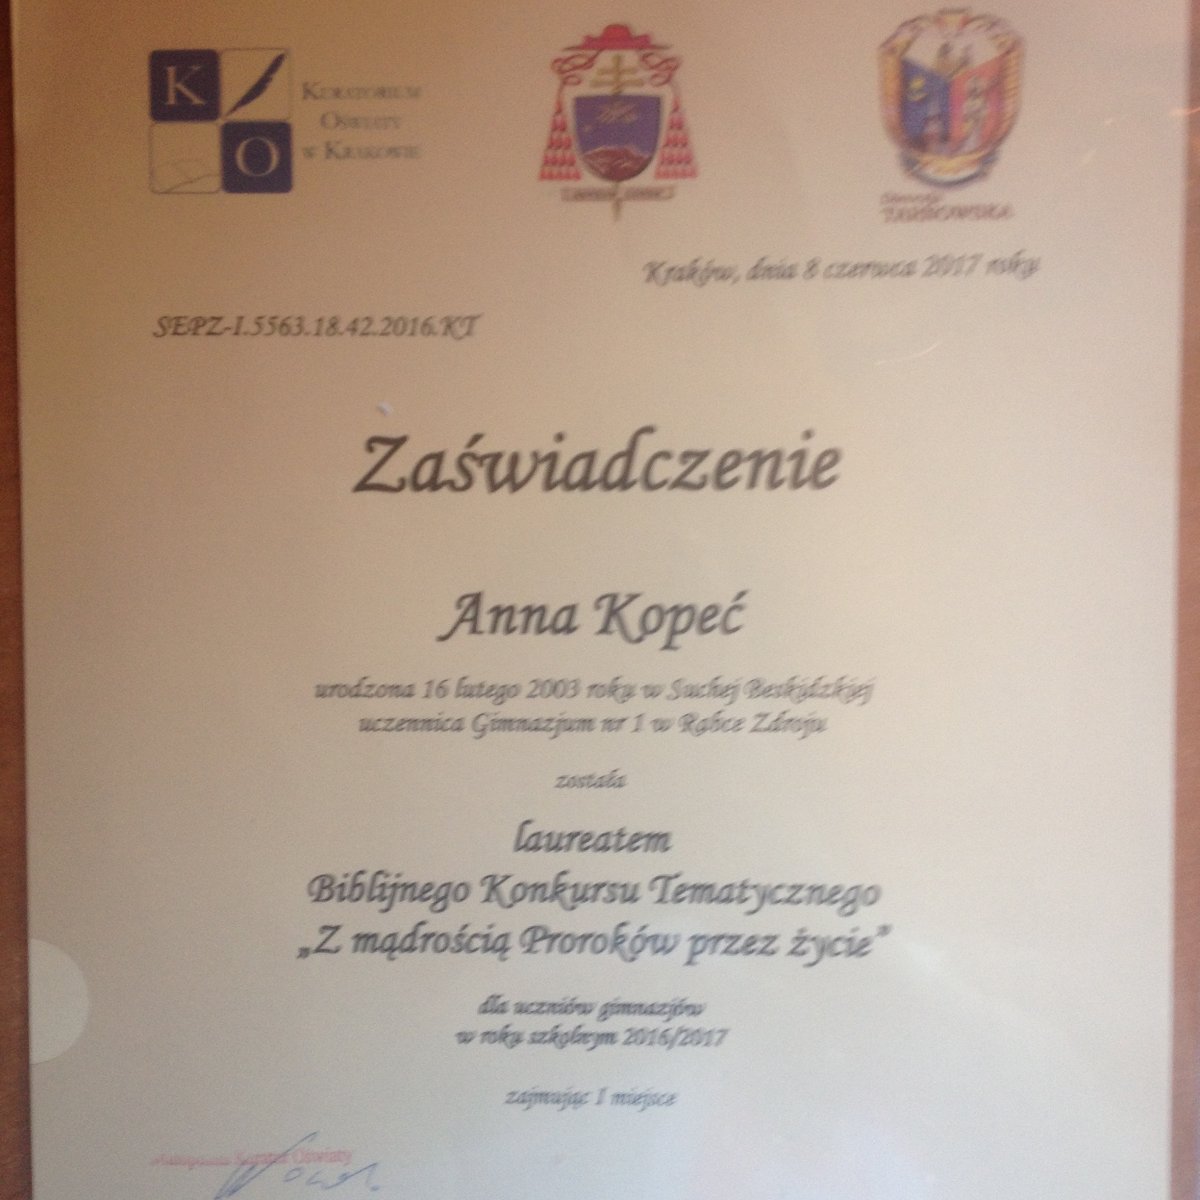 K
O
KURATORIUM
OŚWIATY
W KRAKOWIE
TARNOWSKA
Kraków, dnia 8 czerwca 2017 roku
SEPZ-I.5563.18.42.2016.KT
Zaświadczenie
Anna Kopeć
urodzona 16 lutego 2003 roku w Suchej Beskidzkiej
uczennica Gimnazjum nr 1 w Rabce Zdroju
została
laureatem
Biblijnego Konkursu Tematycznego
„Z mądrością Proroków przez życie”
dla uczniów gimnazjów
w roku szkolnym 2016/2017
zajmując I miejsce
Kurator Oświaty